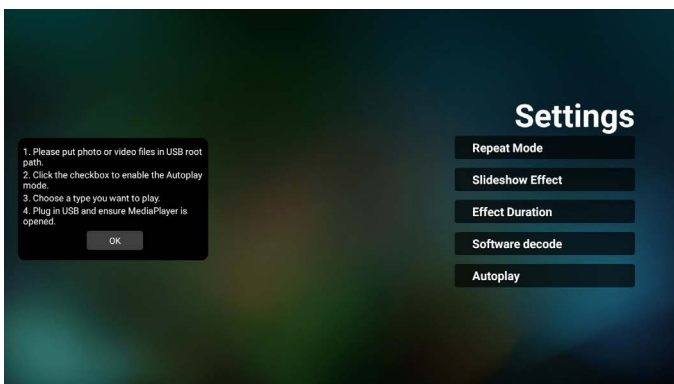 Settings
1. Please put photo or video files in USB root
path.
2. Click the checkbox to enable the Autoplay
mode.
3. Choose a type you want to play.
4. Plug in USB and ensure MediaPlayer is
opened.
OK
Repeat Mode
Slideshow Effect
Effect Duration
Software decode
Autoplay